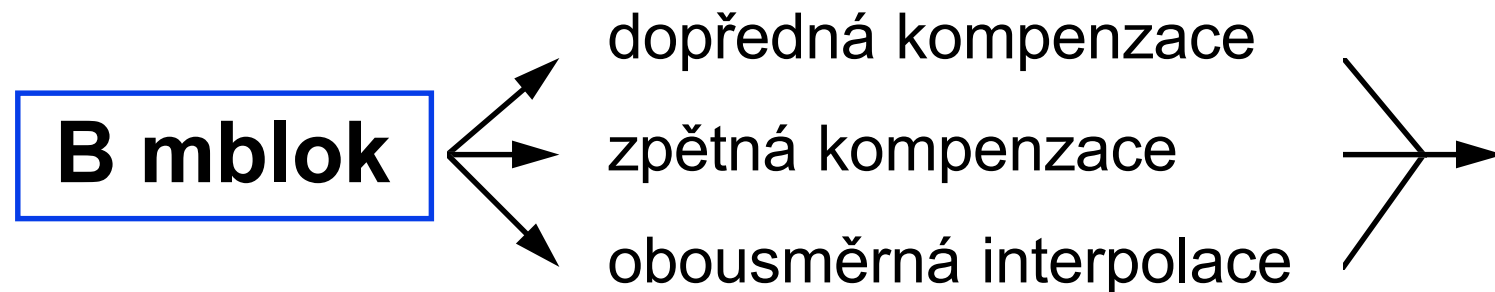 dopředná kompenzace
B mblok
zpětná kompenzace
obousměrná interpolace